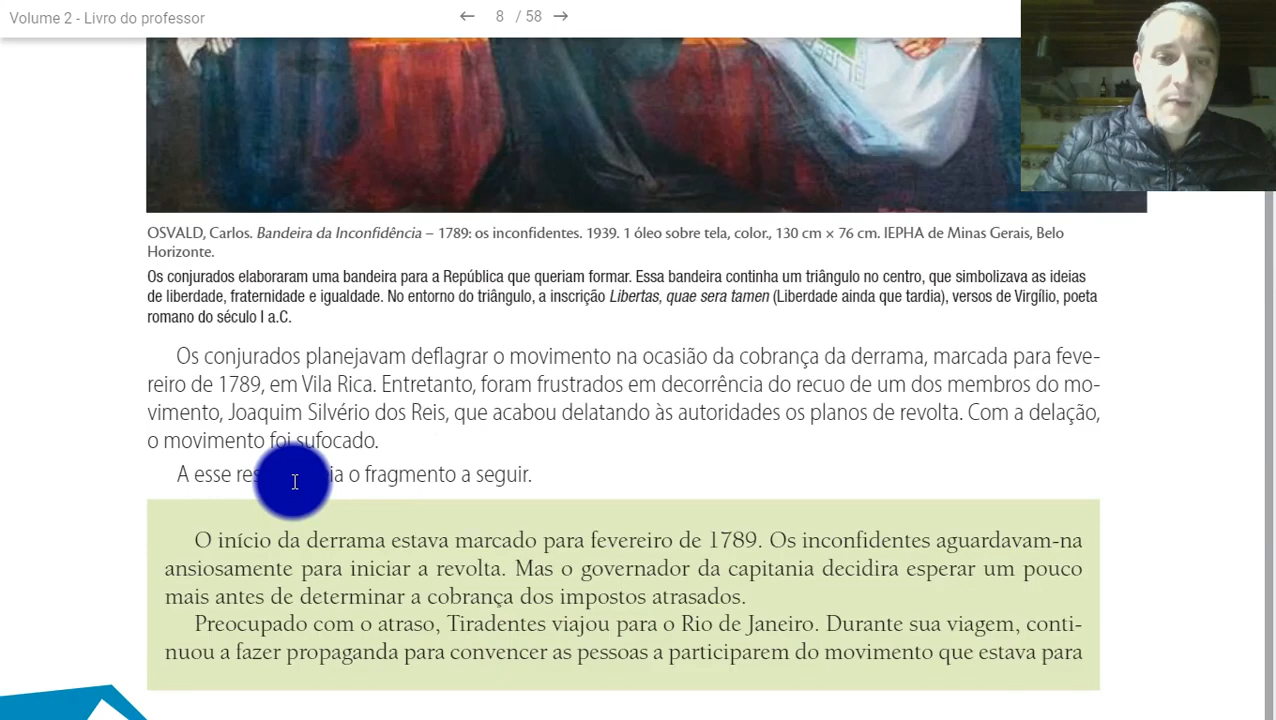 Volume 2 - Livro do professor
← 8 / 58 →
OSVALD, Carlos. Bandeira da Inconfidência – 1789: os inconfidentes. 1939. 1 óleo sobre tela, color., 130 cm × 76 cm. IEPHA de Minas Gerais, Belo
Horizonte.
Os conjurados elaboraram uma bandeira para a República que queriam formar. Essa bandeira continha um triângulo no centro, que simbolizava as ideias
de liberdade, fraternidade e igualdade. No entorno do triângulo, a inscrição Libertas, quae sera tamen (Liberdade ainda que tardia), versos de Virgílio, poeta
romano do século I a.C.
Os conjurados planejavam deflagrar o movimento na ocasião da cobrança da derrama, marcada para feve-
reiro de 1789, em Vila Rica. Entretanto, foram frustrados em decorrência do recuo de um dos membros do mo-
vimento, Joaquim Silvério dos Reis, que acabou delatando às autoridades os planos de revolta. Com a delação,
o movimento foi sufocado.
A esse o fragmento a seguir.
O início da derrama estava marcado para fevereiro de 1789. Os inconfidentes aguardavam-na
ansiosamente para iniciar a revolta. Mas o governador da capitania decidira esperar um pouco
mais antes de determinar a cobrança dos impostos atrasados.
Preocupado com o atraso, Tiradentes viajou para o Rio de Janeiro. Durante sua viagem, conti-
nuou a fazer propaganda para convencer as pessoas a participarem do movimento que estava para